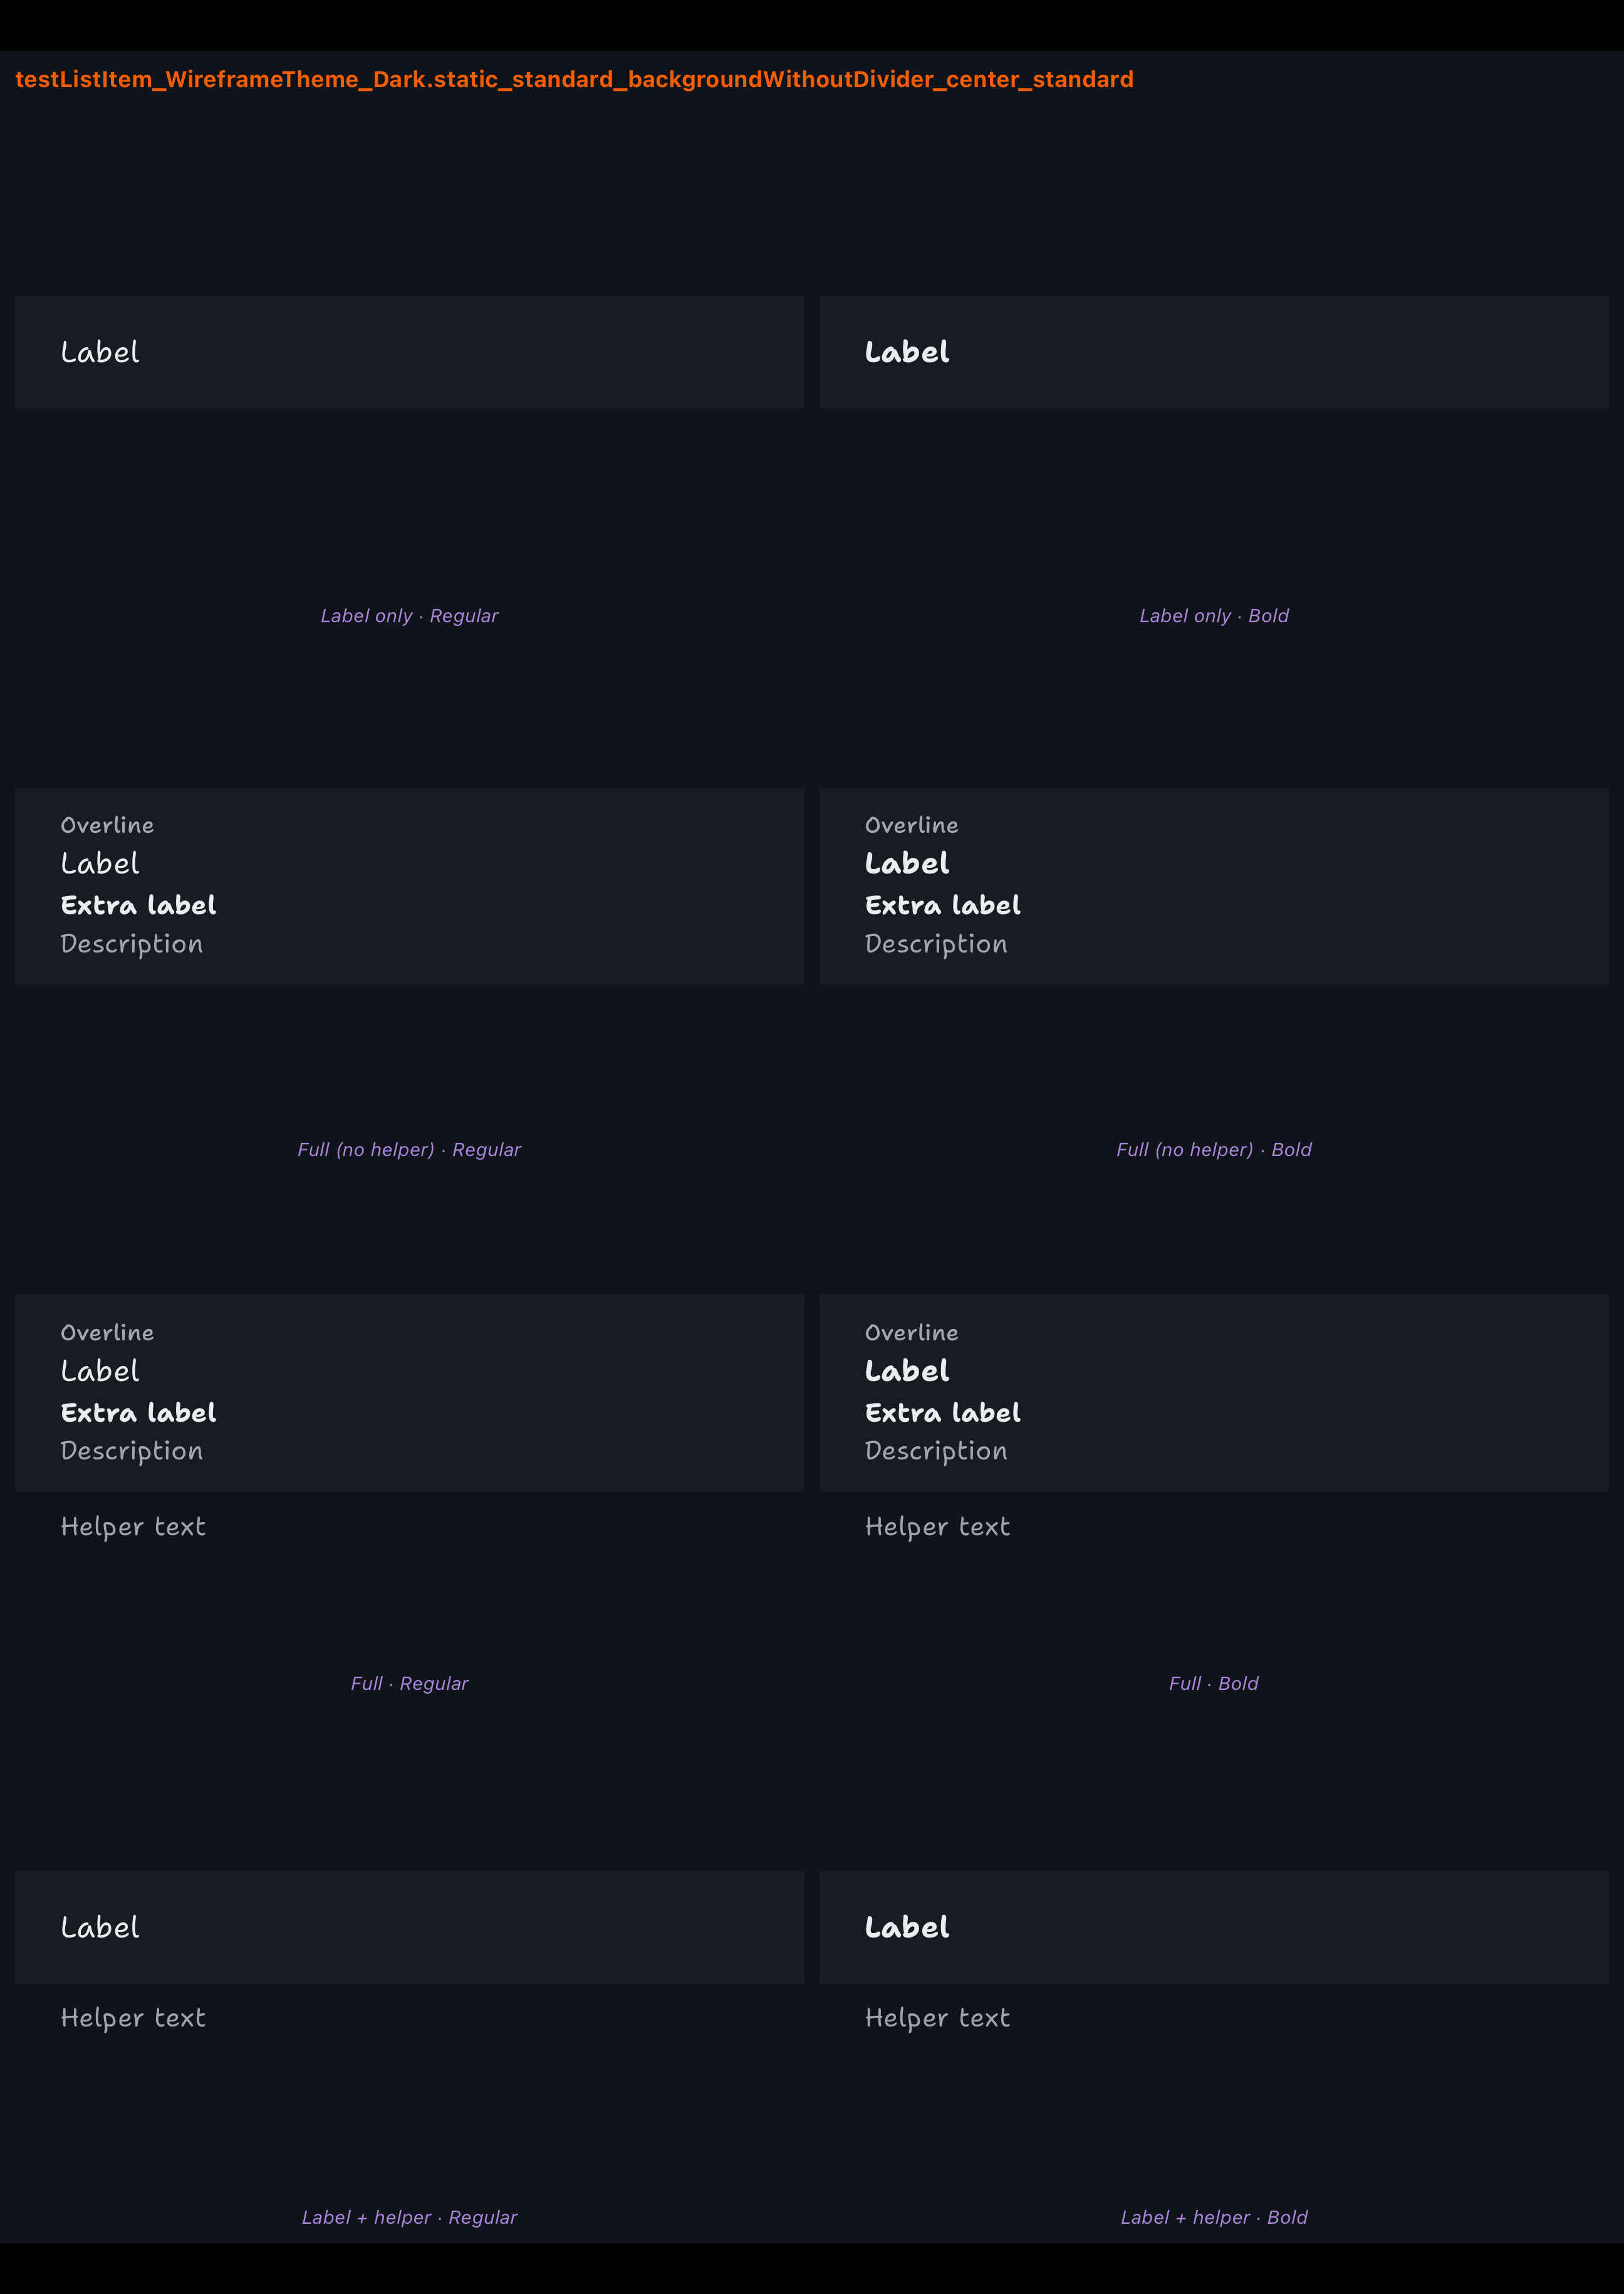 testListItem_WireframeTheme_Dark.static_standard_backgroundWithoutDivider_center_standard
Label
Label
Label only · Regular
Label only · Bold
Overline
Label
Extra label
Description
Overline
Label
Extra label
Description
Full (no helper) · Regular
Full (no helper) · Bold
Overline
Label
Extra label
Description
Helper text
Overline
Label
Extra label
Description
Helper text
Full · Regular
Full · Bold
Label
Helper text
Label
Helper text
Label + helper · Regular
Label + helper · Bold